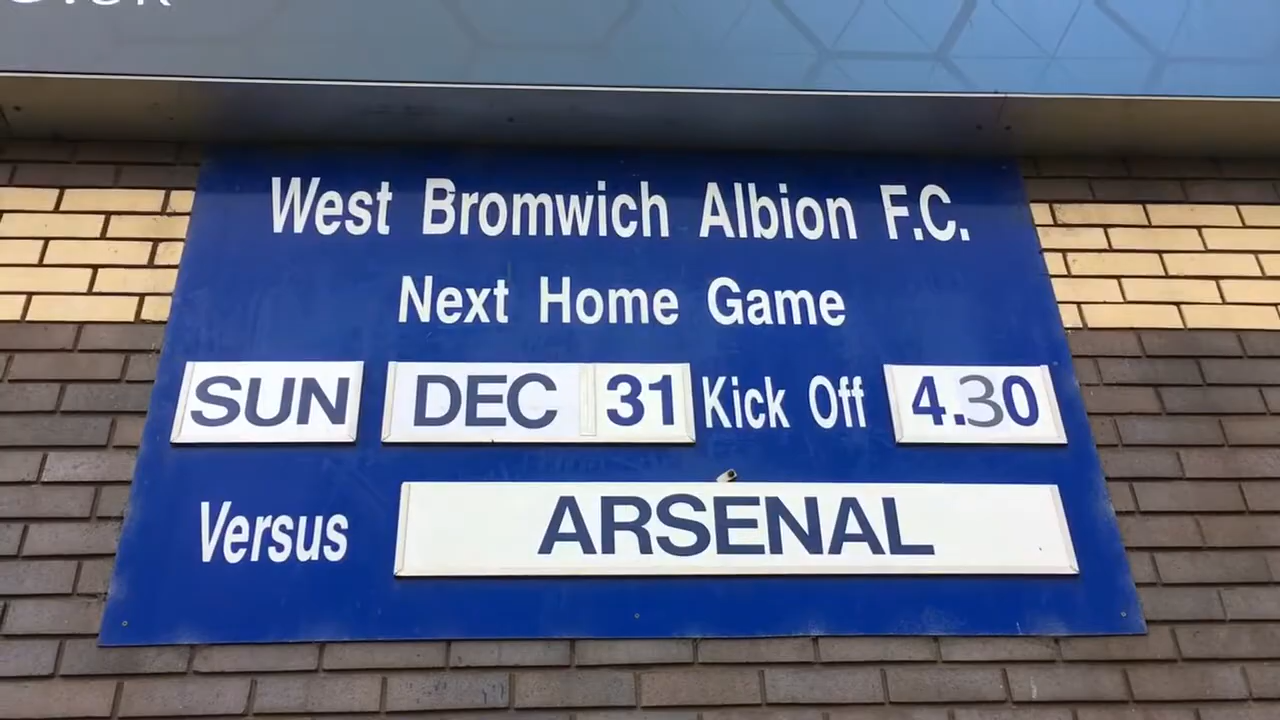 West Bromwich Albion F.C.
Next Home Game
SUN DEC 31 Kick Off 4.30
Versus ARSENAL